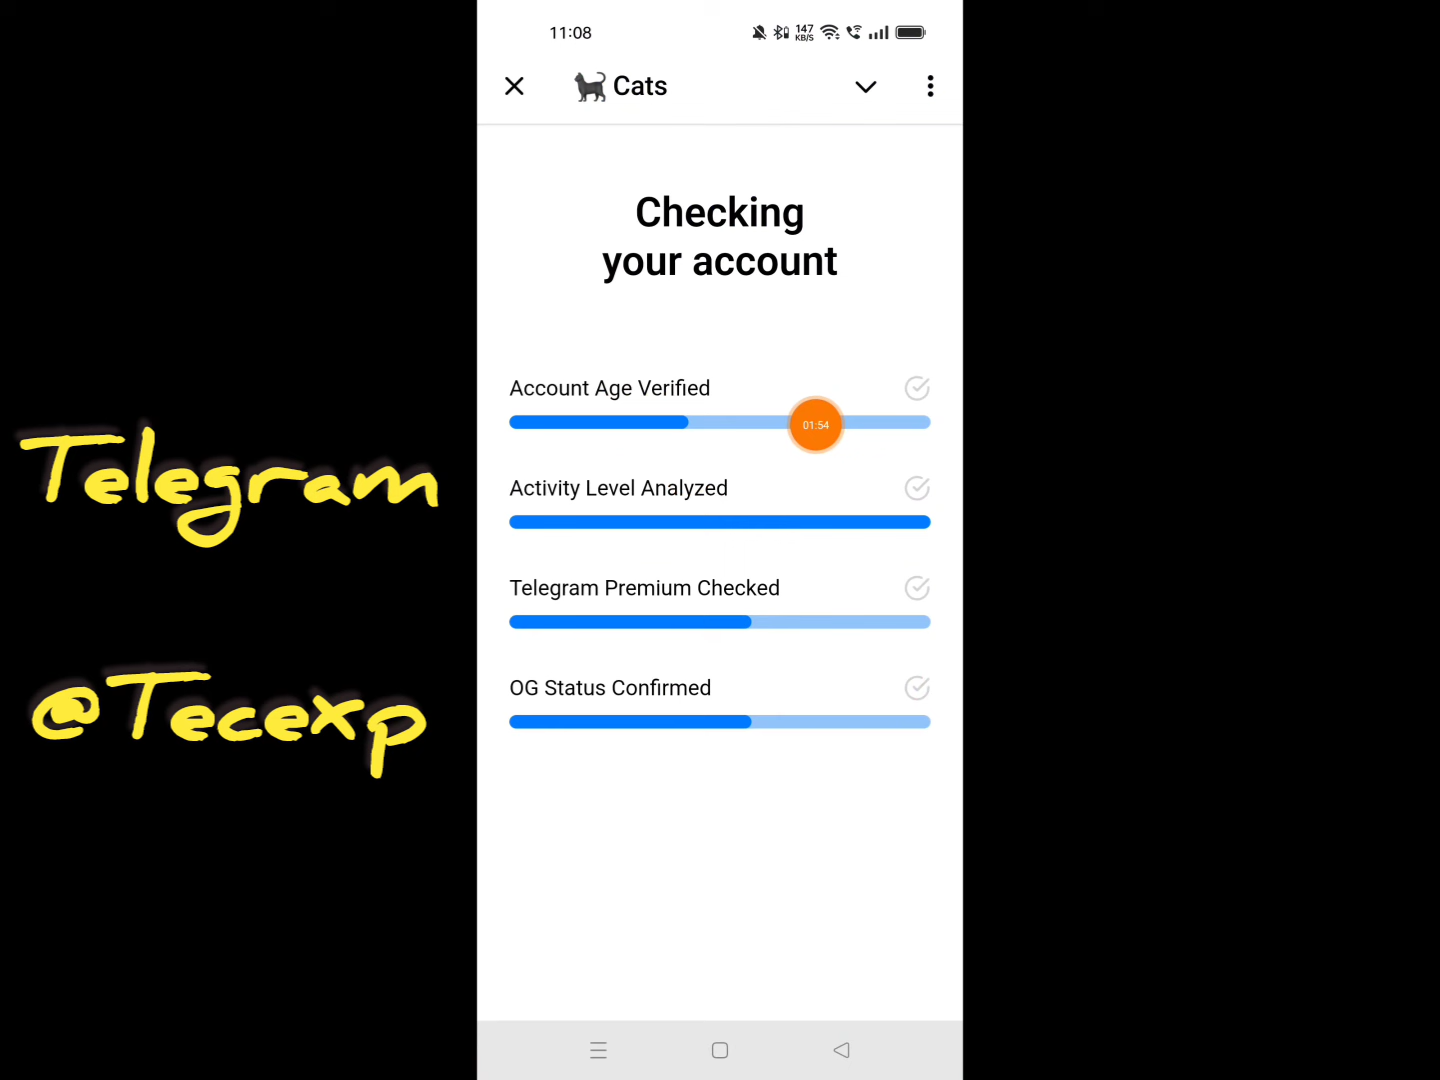 11:08
147
KB/S
Cats
Checking
your account
Account Age Verified
01:54
Activity Level Analyzed
Telegram Premium Checked
OG Status Confirmed
Telegram
@Tecexp